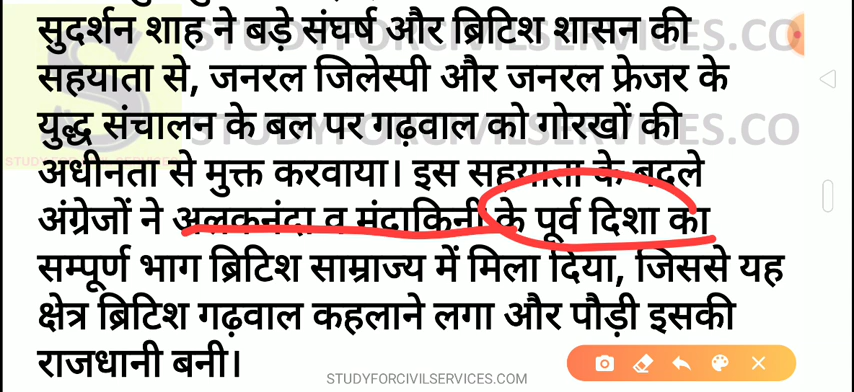 सुदर्शन शाह ने बड़े संघर्ष और ब्रिटिश शासन की
सहयाता से, जनरल जिलेस्पी और जनरल फ्रेजर के
युद्ध संचालन के बल पर गढ़वाल को गोरखों की
अधीनता से मुक्त करवाया। इस सहयाता के बदले
अंग्रेजों ने अलकनंदा व मंदाकिनी के पूर्व दिशा का
सम्पूर्ण भाग ब्रिटिश साम्राज्य में मिला दिया, जिससे यह
क्षेत्र ब्रिटिश गढ़वाल कहलाने लगा और पौड़ी इसकी
राजधानी बनी।
STUDYFORCIVILSERVICES.COM